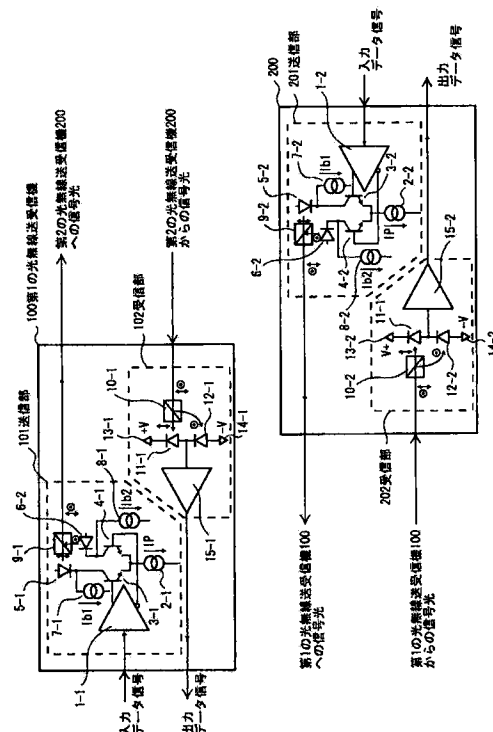 100第1の光無線送受信機
101送信部
第2の光無線送受信機200
への信号光
9-1
6-2
5-1
8-1
4-1
7-1
Ib1
Ib2
IP
1-1
3-1
2-1
入力
データ信号
出力
データ信号
第2の光無線送受信機200
からの信号光
102受信部
10-1
13-1
+V
12-1
11-1
-V
14-1
15-1
200
201送信部
1-2
入力
データ信号
7-2
5-2
Ib1
9-2
3-2
6-2
2-2
4-2
IP
Ib2
8-2
出力
データ信号
15-2
11-1
13-2
V+
10-2
12-2
-V
14-2
202受信部
第1の光無線送受信機100
への信号光
第1の光無線送受信機100
からの信号光